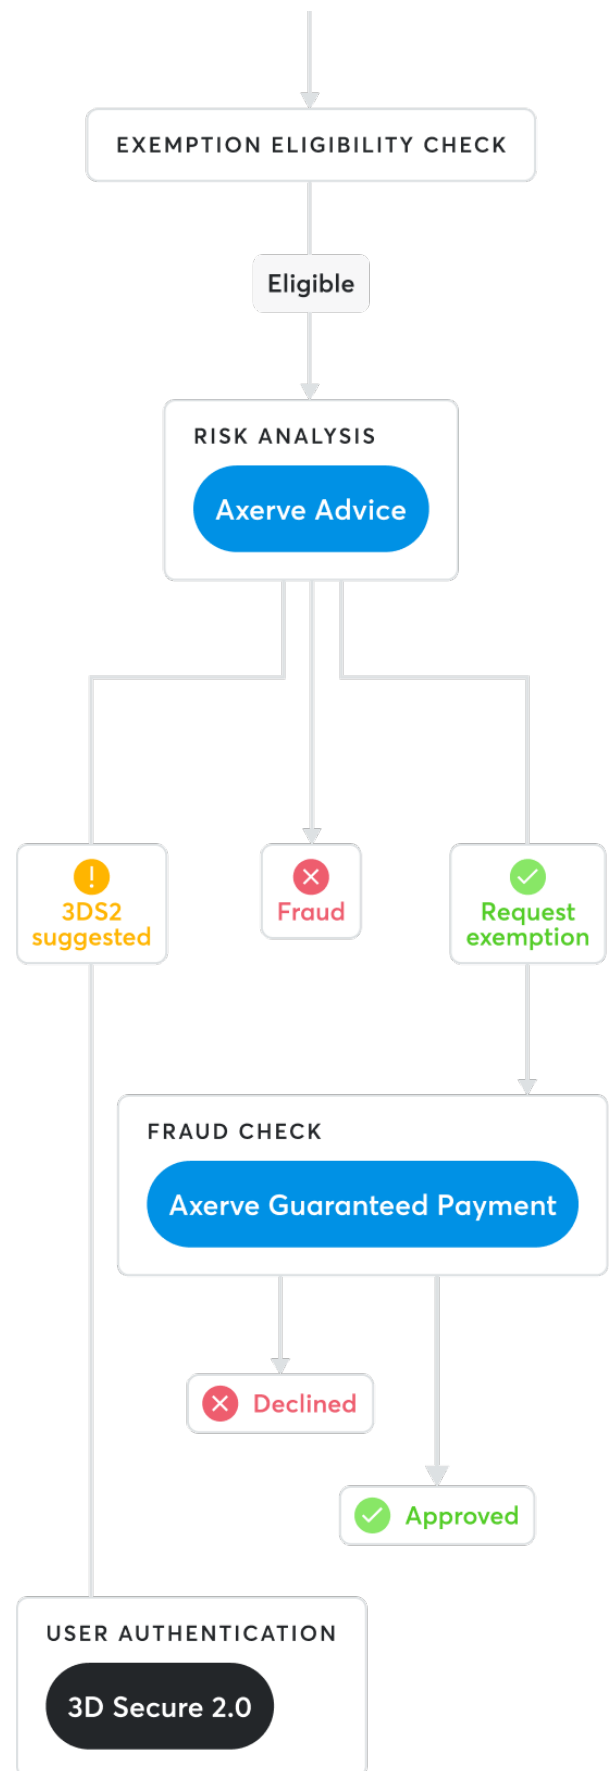 EXEMPTION ELIGIBILITY CHECK
Eligible
RISK ANALYSIS
Axerve Advice
3DS2
suggested
Fraud
Request
exemption
FRAUD CHECK
Axerve Guaranteed Payment
Declined
Approved
USER AUTHENTICATION
3D Secure 2.0